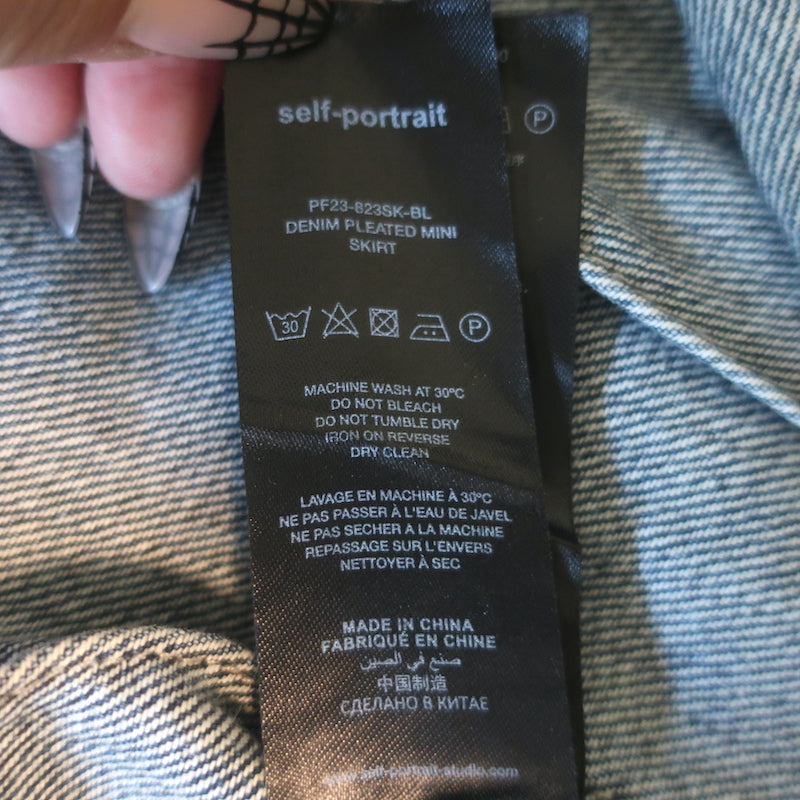 self-portrait
PF23-823SK-BL
DENIM PLEATED MINI
SKIRT
30
P
MACHINE WASH AT 30ºC
DO NOT BLEACH
DO NOT TUMBLE DRY
IRON ON REVERSE
DRY CLEAN
LAVAGE EN MACHINE À 30ºC
NE PAS PASSER À L'EAU DE JAVEL
NE PAS SECHER A LA MACHINE
REPASSAGE SUR L'ENVERS
NETTOYER À SEC
MADE IN CHINA
FABRIQUÉ EN CHINE
صنع في الصين
中国制造
СДЕЛАНО В КИТАЕ
www.self-portrait-studio.com
P